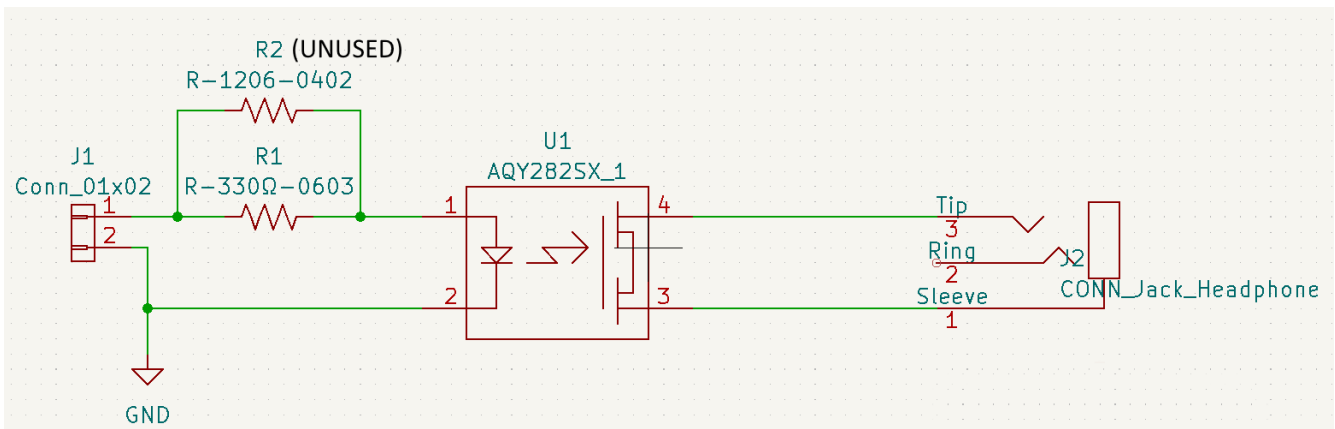 R2 (UNUSED)
R-1206-0402
J1
Conn_01x02
1
2
R1
R-330Ω-0603
GND
U1
AQY282SX_1
1
2
4
3
Tip
3
Ring
2
Sleeve
1
J2
CONN_Jack_Headphone